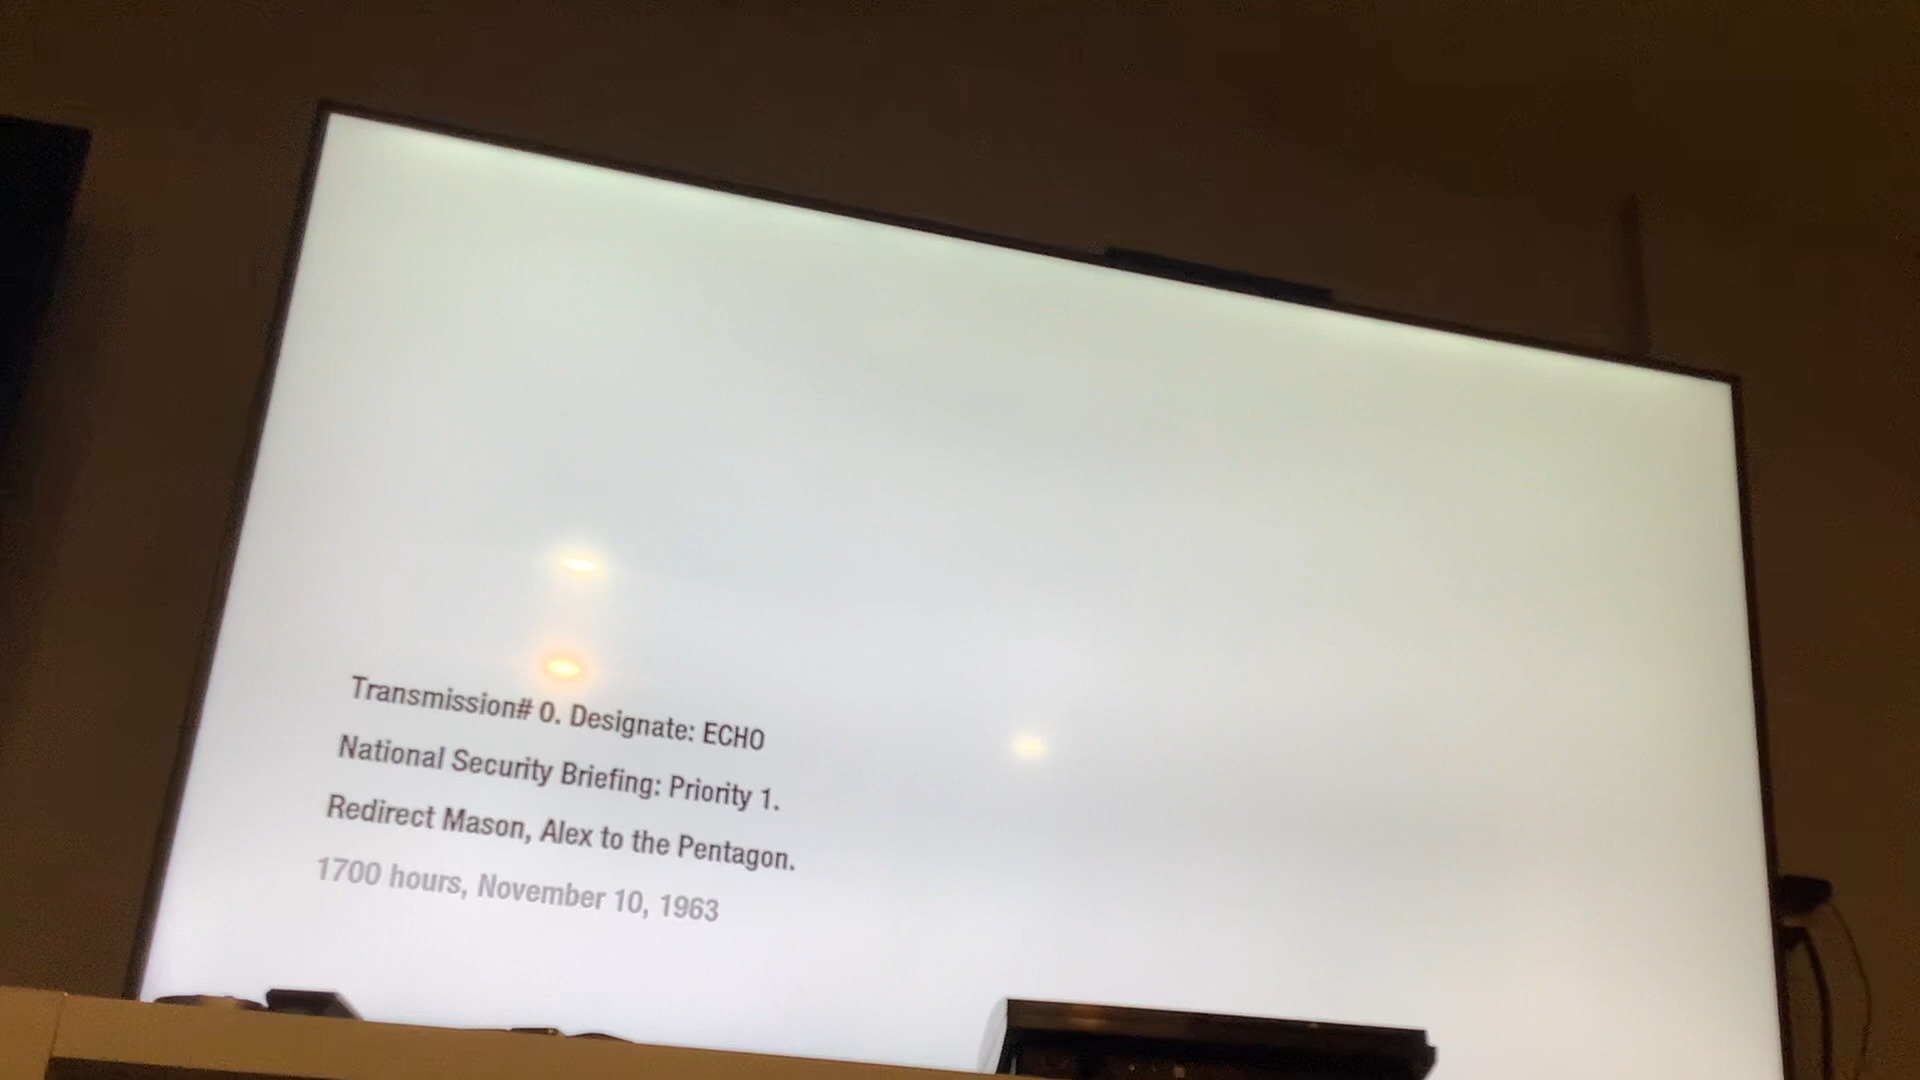 Transmission# 0. Designate: ECHO
National Security Briefing: Priority 1.
Redirect Mason, Alex to the Pentagon.
1700 hours, November 10, 1963